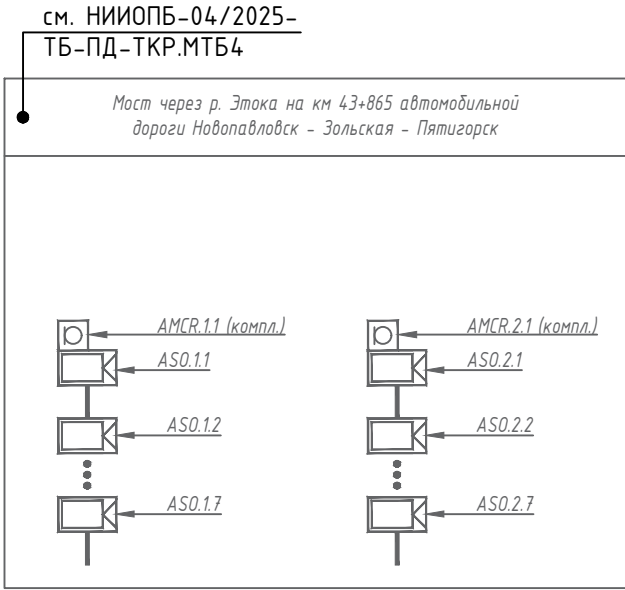 см. НИИОПБ-04/2025-
ТБ-ПД-ТКР.МТБ4
Мост через р. Этока на км 43+865 автомобильной
дороги Новопавловск - Зольская - Пятигорск
AMCR.1.1 (компл.)
ASO.1.1
ASO.1.2
ASO.1.7
AMCR.2.1 (компл.)
ASO.2.1
ASO.2.2
ASO.2.7